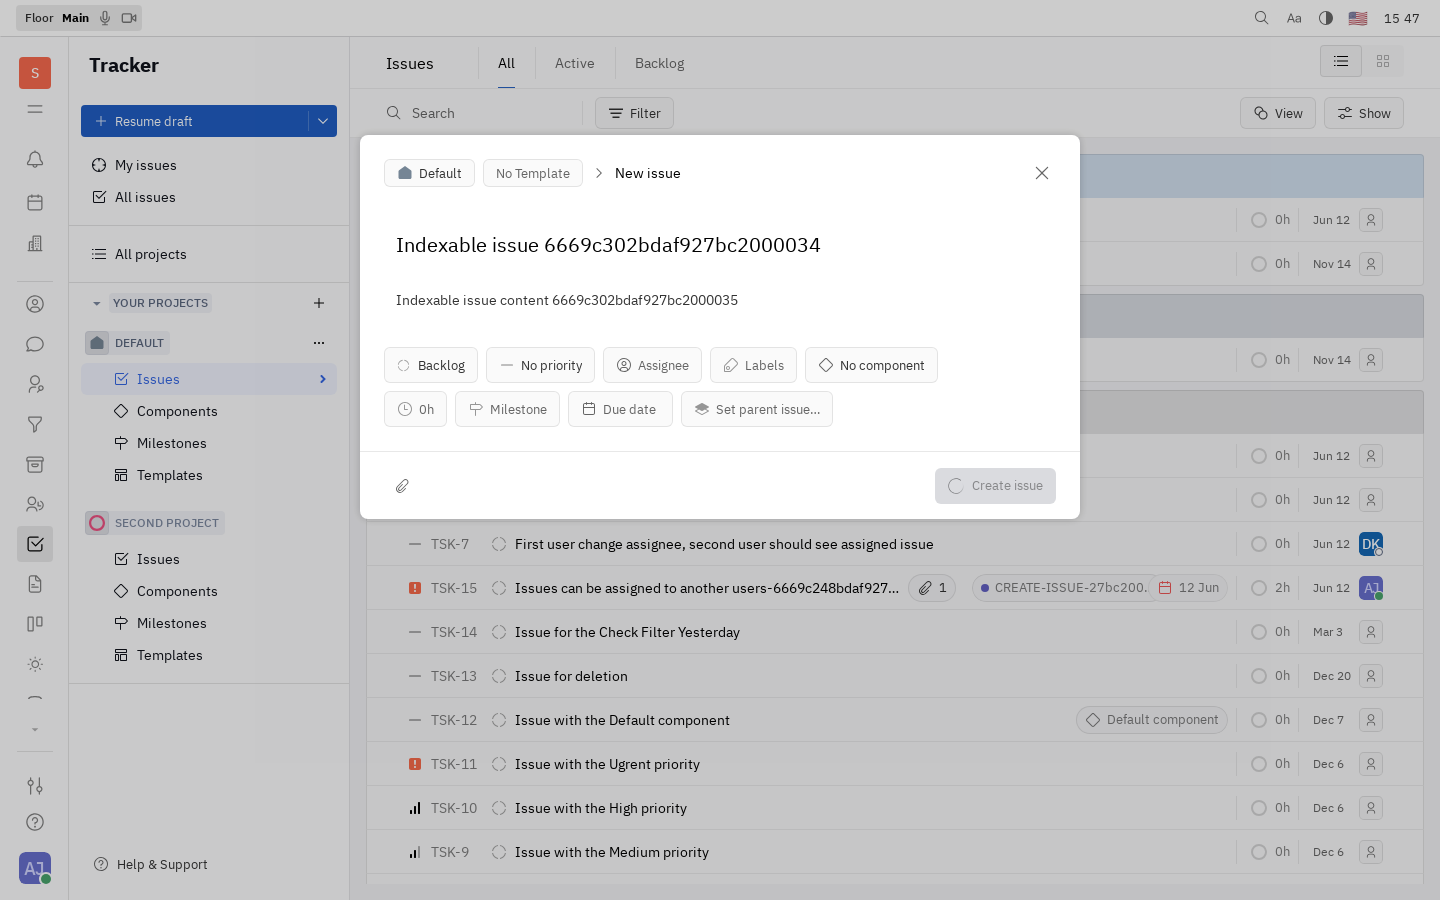 Floor Main
Aa
15 47
S
Tracker
Resume draft
My issues
All issues
All projects
YOUR PROJECTS
DEFAULT
Issues
Components
Milestones
Templates
SECOND PROJECT
Issues
Components
Milestones
Templates
Help & Support
AJ
Issues
All
Active
Backlog
Search
Filter
View
Show
0h
Jun 12
0h
Nov 14
0h
Nov 14
0h
Jun 12
0h
Jun 12
Default
No Template
New issue
Indexable issue 6669c302bdaf927bc2000034
Indexable issue content 6669c302bdaf927bc2000035
Backlog
No priority
Assignee
Labels
No component
0h
Milestone
Due date
Set parent issue...
Create issue
TSK-7 First user change assignee, second user should see assigned issue 0h Jun 12 DK
TSK-15 Issues can be assigned to another users-6669c248bdaf927... 1 CREATE-ISSUE-27bc200. 12 Jun 2h Jun 12 AJ
TSK-14 Issue for the Check Filter Yesterday 0h Mar 3
TSK-13 Issue for deletion 0h Dec 20
TSK-12 Issue with the Default component Default component 0h Dec 7
TSK-11 Issue with the Ugrent priority 0h Dec 6
TSK-10 Issue with the High priority 0h Dec 6
TSK-9 Issue with the Medium priority 0h Dec 6